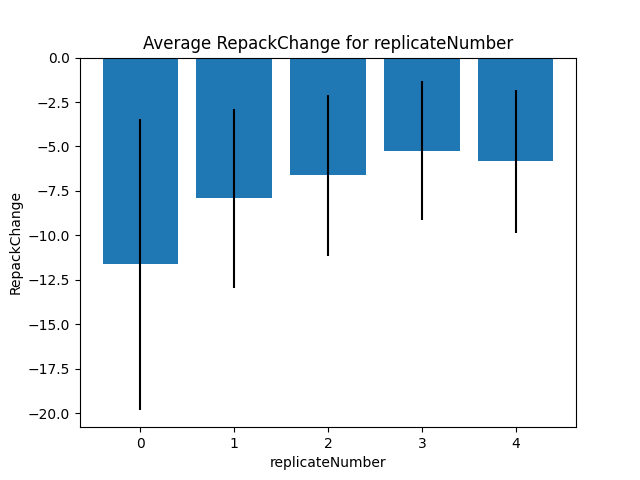 Average RepackChange for replicateNumber
0.0
−2.5
−5.0
−7.5
−10.0
−12.5
−15.0
−17.5
−20.0
RepackChange
0 1 2 3 4
replicateNumber